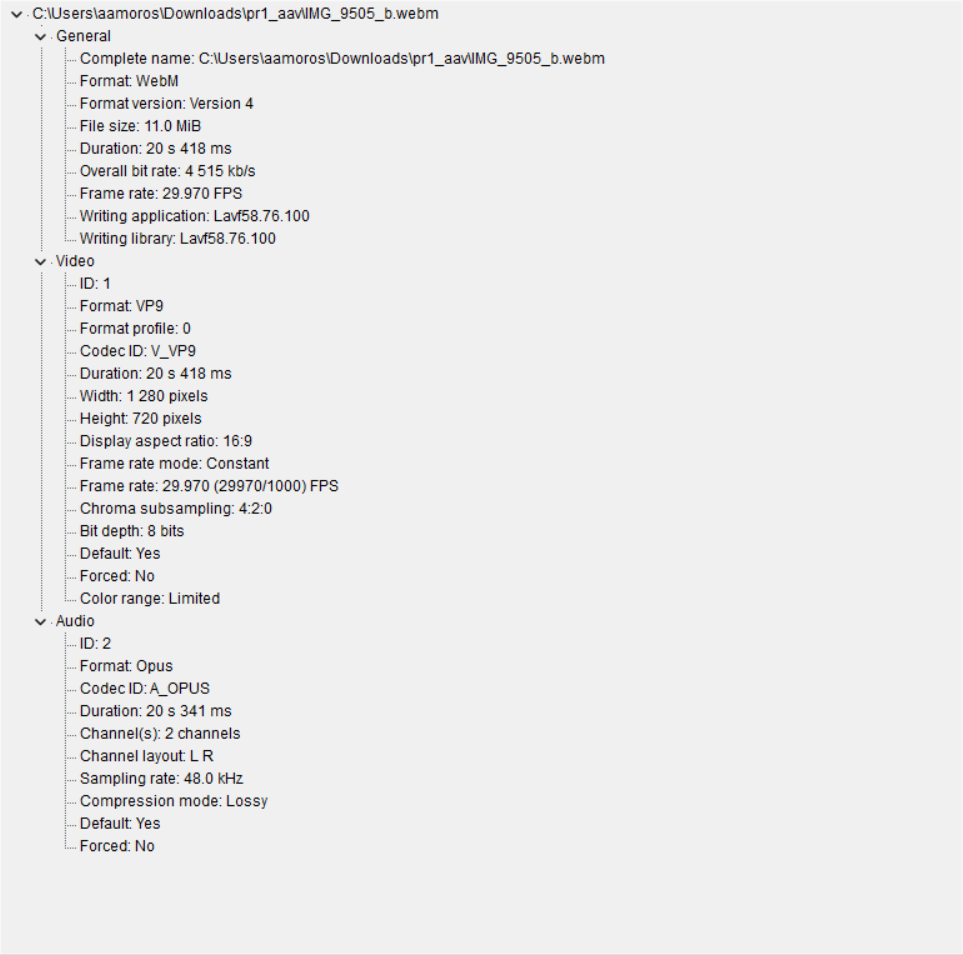 C:\Users\aamoros\Downloads\pr1_aav\IMG_9505_b.webm
General
Complete name: C:\Users\aamoros\Downloads\pr1_aav\IMG_9505_b.webm
Format: WebM
Format version: Version 4
File size: 11.0 MiB
Duration: 20 s 418 ms
Overall bit rate: 4 515 kb/s
Frame rate: 29.970 FPS
Writing application: Lavf58.76.100
Writing library: Lavf58.76.100
Video
ID: 1
Format: VP9
Format profile: 0
Codec ID: V_VP9
Duration: 20 s 418 ms
Width: 1 280 pixels
Height: 720 pixels
Display aspect ratio: 16:9
Frame rate mode: Constant
Frame rate: 29.970 (29970/1000) FPS
Chroma subsampling: 4:2:0
Bit depth: 8 bits
Default: Yes
Forced: No
Color range: Limited
Audio
ID: 2
Format: Opus
Codec ID: A_OPUS
Duration: 20 s 341 ms
Channel(s): 2 channels
Channel layout: L R
Sampling rate: 48.0 kHz
Compression mode: Lossy
Default: Yes
Forced: No